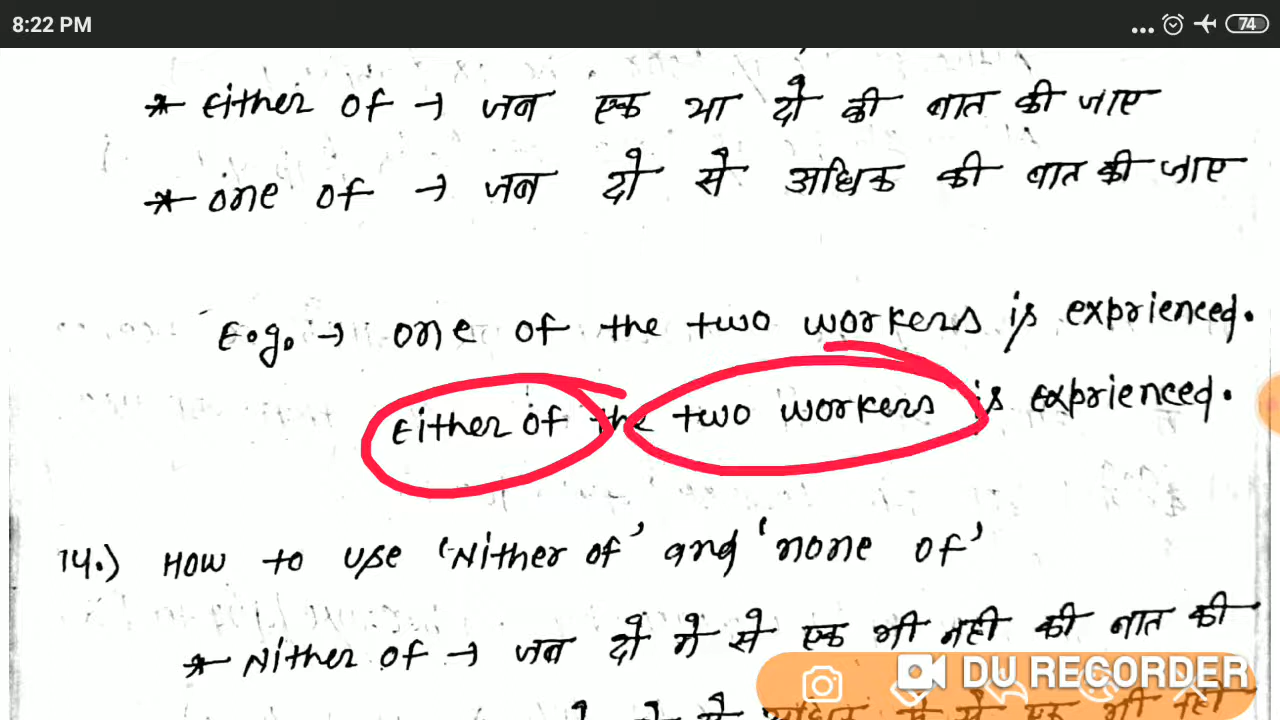 8:22 PM
74
* Either of → जब एक या दो की बात की जाए
* one of → जब दो से अधिक की बात की जाए
E.g. → one of the two workers is exprienced.
Either of the two workers is exprienced.
14.) How to use 'Nither of' and 'none of'
* Nither of → जब दो मे से एक भी नही की बात की
DU RECORDER